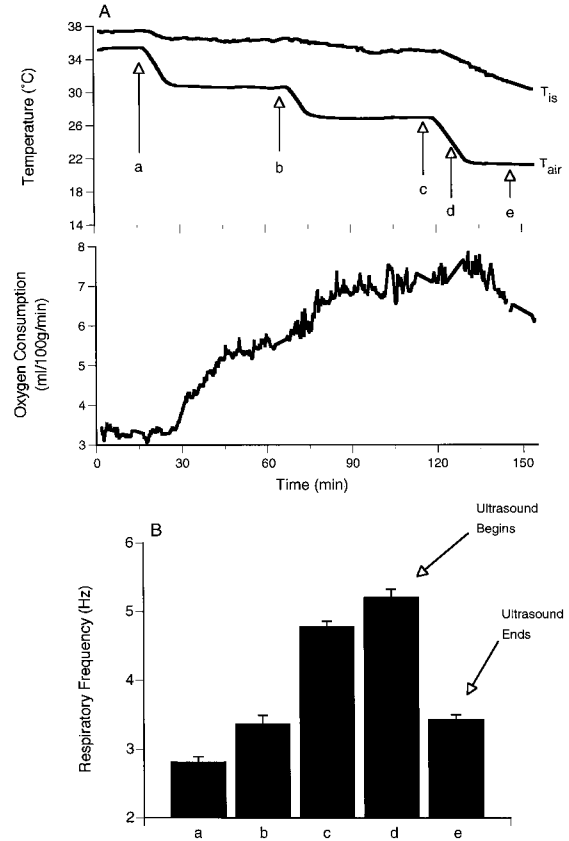 A
Temperature (°C)
38
34
30
26
22
18
14
T is
T air
a
b
c
d
e
Oxygen Consumption
(ml/100g/min)
8
7
6
5
4
3
0
30
60
90
120
150
Time (min)
B
Respiratory Frequency (Hz)
6
5
4
3
2
Ultrasound
Begins
Ultrasound
Ends
a
b
c
d
e